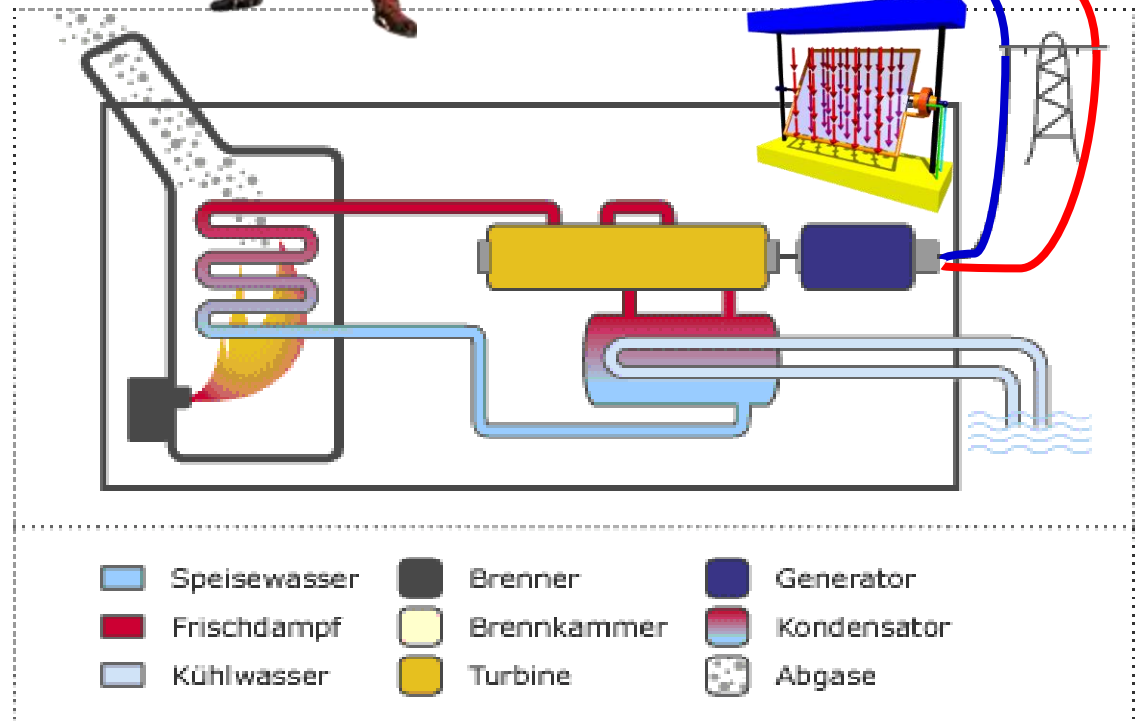 Speisewasser Brenner Generator
Frischdampf Brennkammer Kondensator
Kühlwasser Turbine Abgase